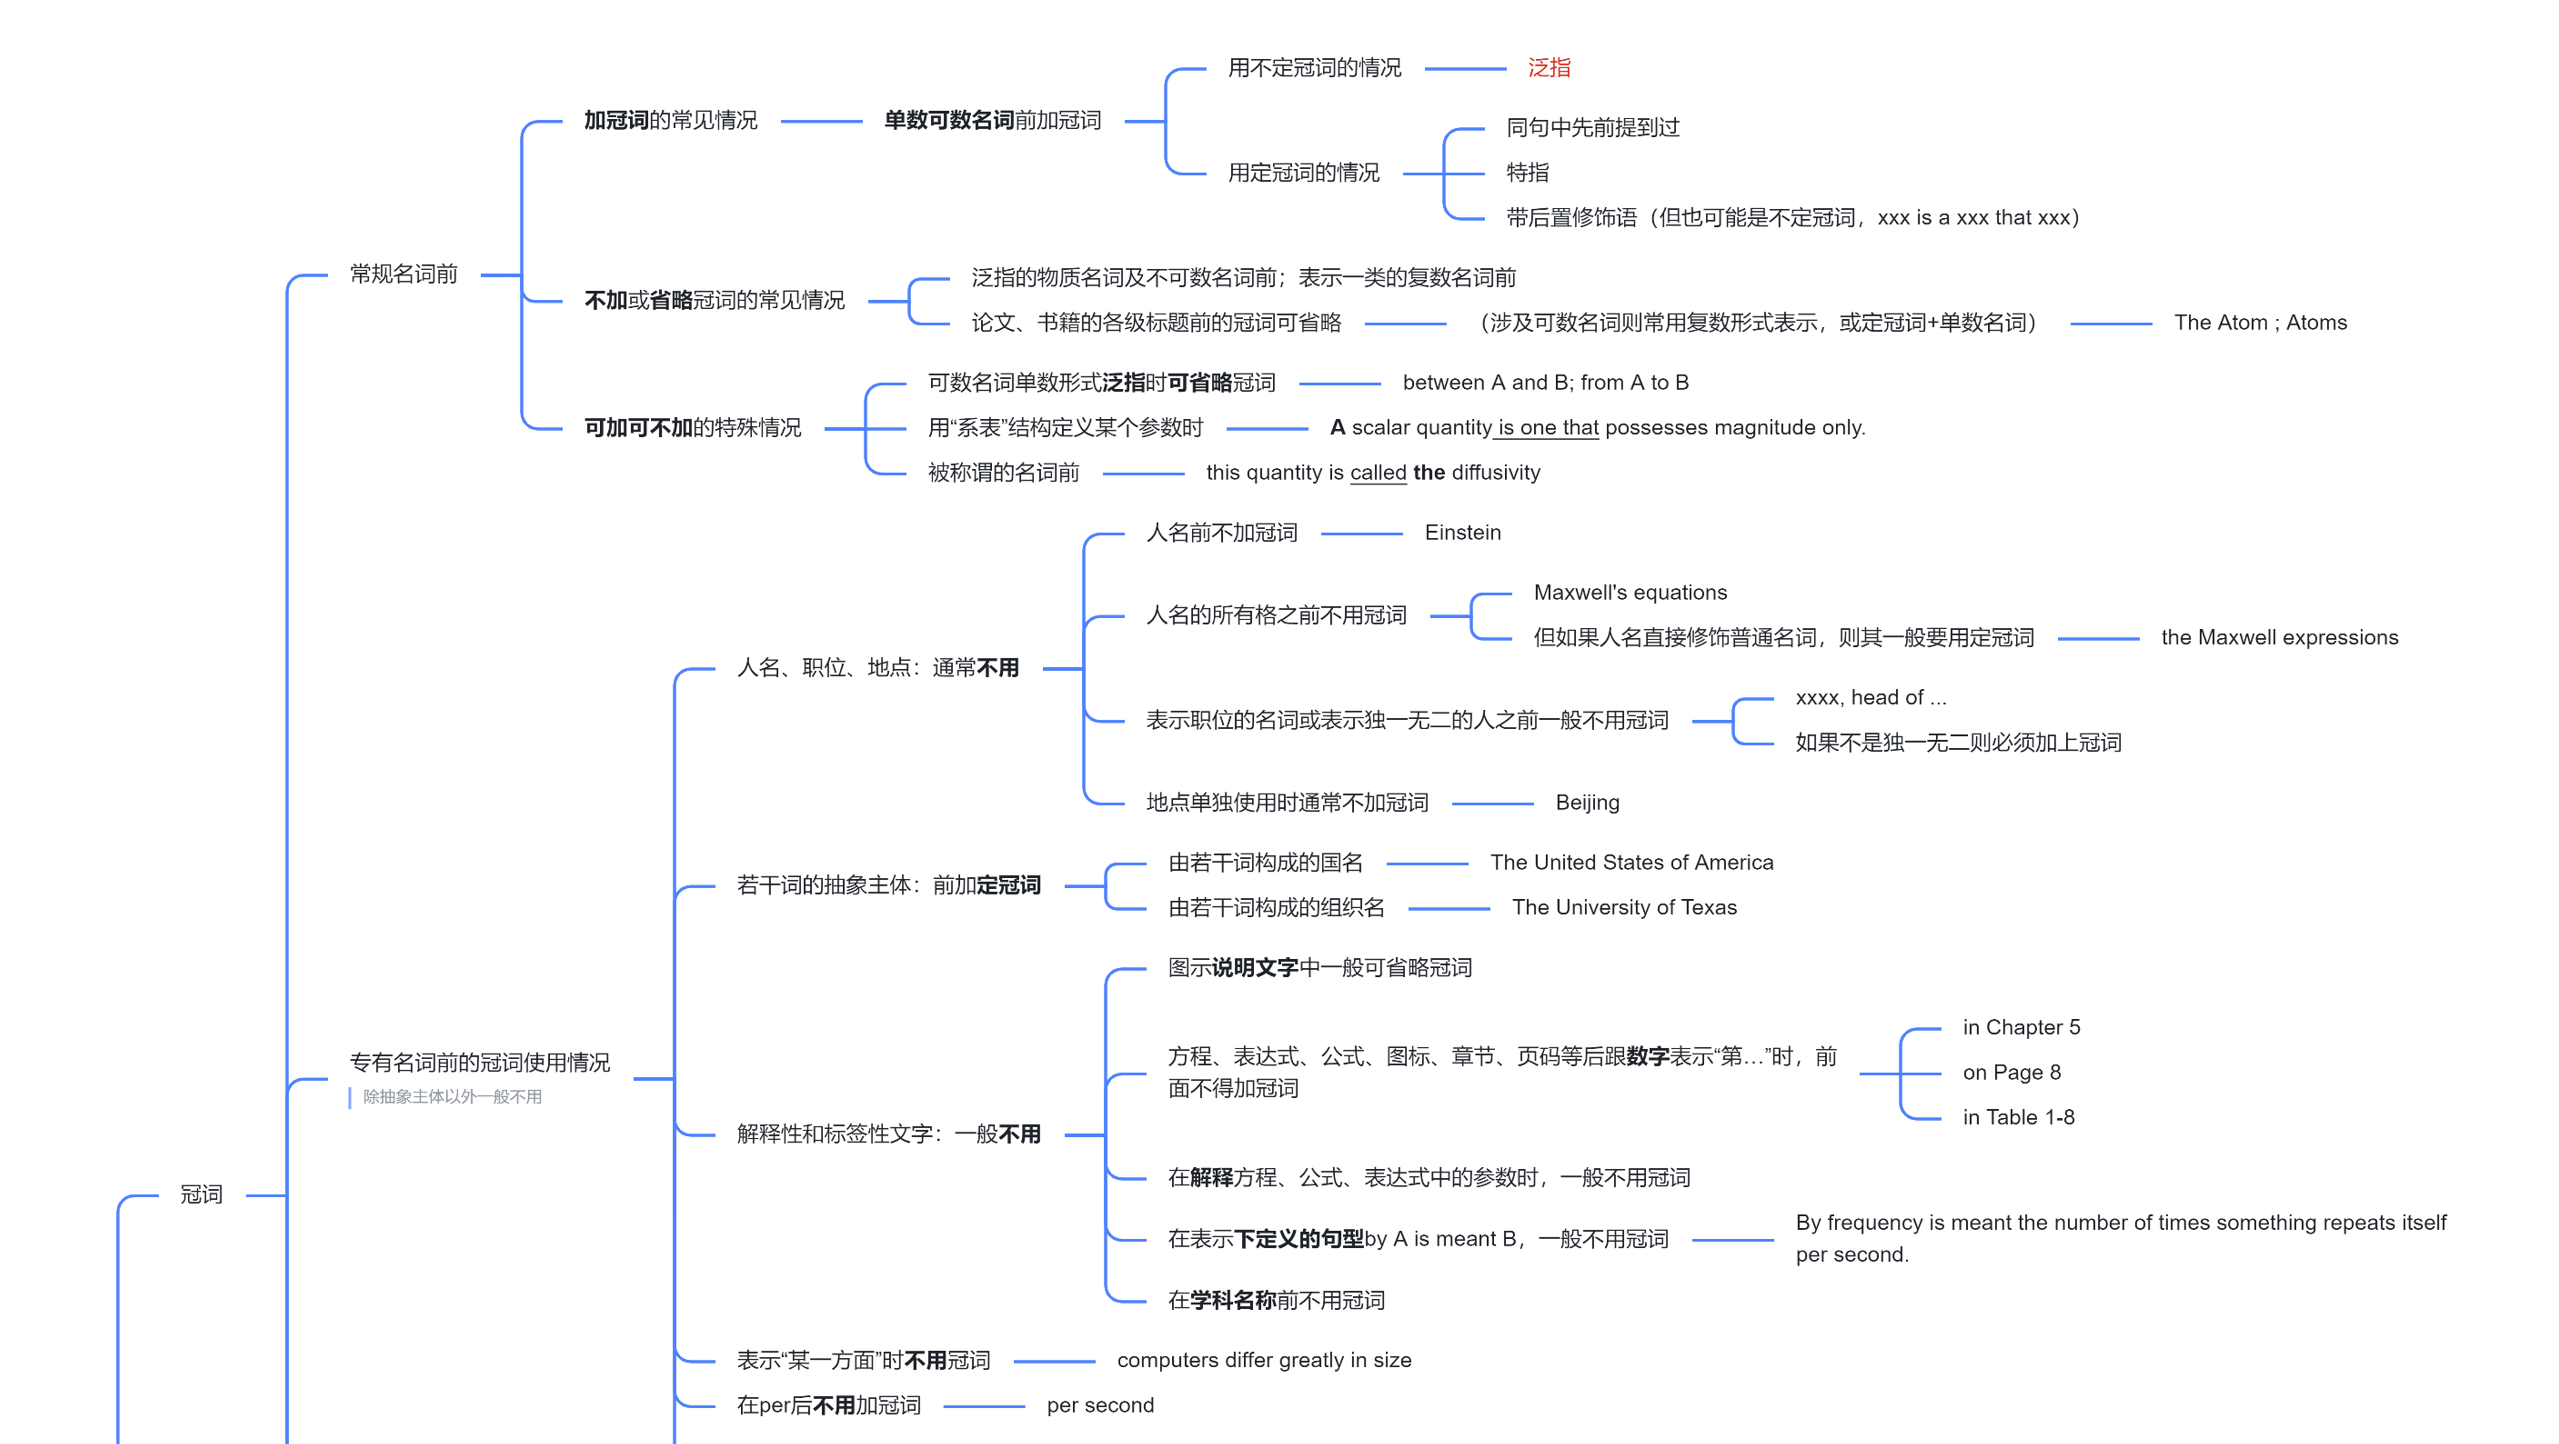 用不定冠词的情况
泛指
加冠词的常见情况
单数可数名词前加冠词
同句中先前提到过
用定冠词的情况
特指
带后置修饰语（但也可能是不定冠词，xxx is a xxx that xxx）
常规名词前
不加或省略冠词的常见情况
泛指的物质名词及不可数名词前；表示一类的复数名词前
论文、书籍的各级标题前的冠词可省略
（涉及可数名词则常用复数形式表示，或定冠词+单数名词）
The Atom ; Atoms
可加可不加的特殊情况
可数名词单数形式泛指时可省略冠词
between A and B; from A to B
用“系表”结构定义某个参数时
A scalar quantity is one that possesses magnitude only.
被称谓的名词前
this quantity is called the diffusivity
人名前不加冠词
Einstein
人名的所有格之前不用冠词
Maxwell's equations
但如果人名直接修饰普通名词，则其一般要用定冠词
the Maxwell expressions
人名、职位、地点：通常不用
表示职位的名词或表示独一无二的人之前一般不用冠词
xxxx, head of ...
如果不是独一无二则必须加上冠词
地点单独使用时通常不加冠词
Beijing
若干词的抽象主体：前加定冠词
由若干词构成的国名
The United States of America
由若干词构成的组织名
The University of Texas
专有名词前的冠词使用情况
除抽象主体以外一般不用
图示说明文字中一般可省略冠词
方程、表达式、公式、图标、章节、页码等后跟数字表示“第…”时，前
面不得加冠词
in Chapter 5
on Page 8
in Table 1-8
解释性和标签性文字：一般不用
在解释方程、公式、表达式中的参数时，一般不用冠词
冠词
在表示下定义的句型by A is meant B，一般不用冠词
By frequency is meant the number of times something repeats itself
per second.
在学科名称前不用冠词
表示“某一方面”时不用冠词
computers differ greatly in size
在per后不用加冠词
per second